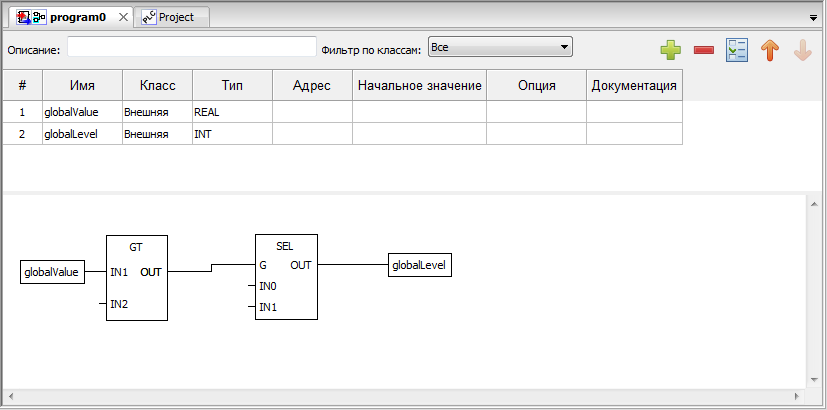 program0 Project
Описание: Фильтр по классам: Все
# Имя Класс Тип Адрес Начальное значение Опция Документация
1 globalValue Внешняя REAL
2 globalLevel Внешняя INT
GT SEL
globalValue IN1 OUT G OUT globalLevel
IN0
IN2 IN1